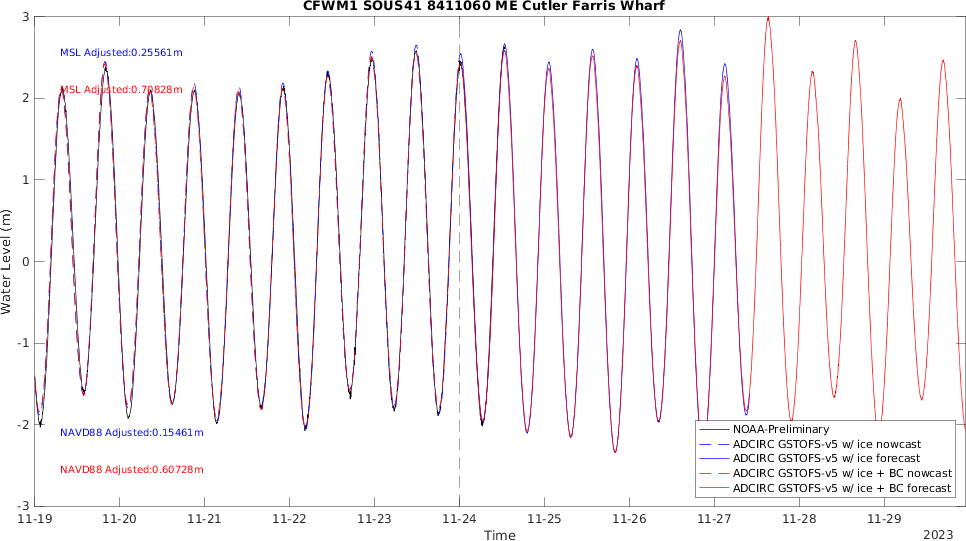 CFWM1 SOUS41 8411060 ME Cutler Farris Wharf
3
MSL Adjusted:0.25561m
MSL Adjusted:0.70828m
2
1
0
Water Level (m)
-1
-2
NAVD88 Adjusted:0.15461m
NAVD88 Adjusted:0.60728m
NOAA-Preliminary
ADCIRC GSTOFS-v5 w/ ice nowcast
ADCIRC GSTOFS-v5 w/ ice forecast
ADCIRC GSTOFS-v5 w/ ice + BC nowcast
ADCIRC GSTOFS-v5 w/ ice + BC forecast
-3
11-19 11-20 11-21 11-22 11-23 11-24 11-25 11-26 11-27 11-28 11-29
Time
2023